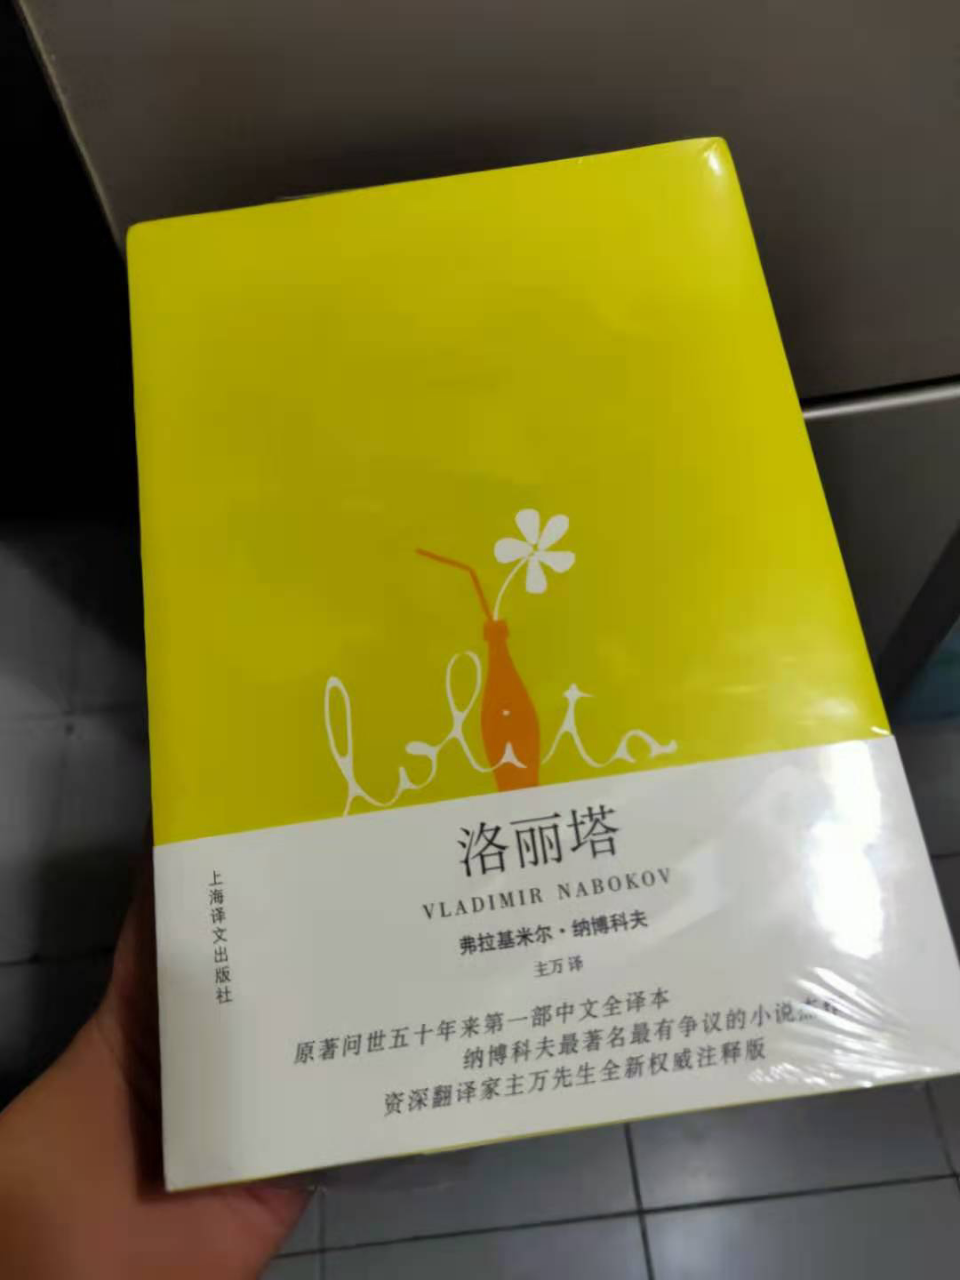 lolita
洛丽塔
VLADIMIR NABOKOV
弗拉基米尔·纳博科夫
主万 译
上海译文出版社
原著问世五十年来第一部中文全译本
纳博科夫最著名最有争议的小说
资深翻译家主万先生全新权威注释版